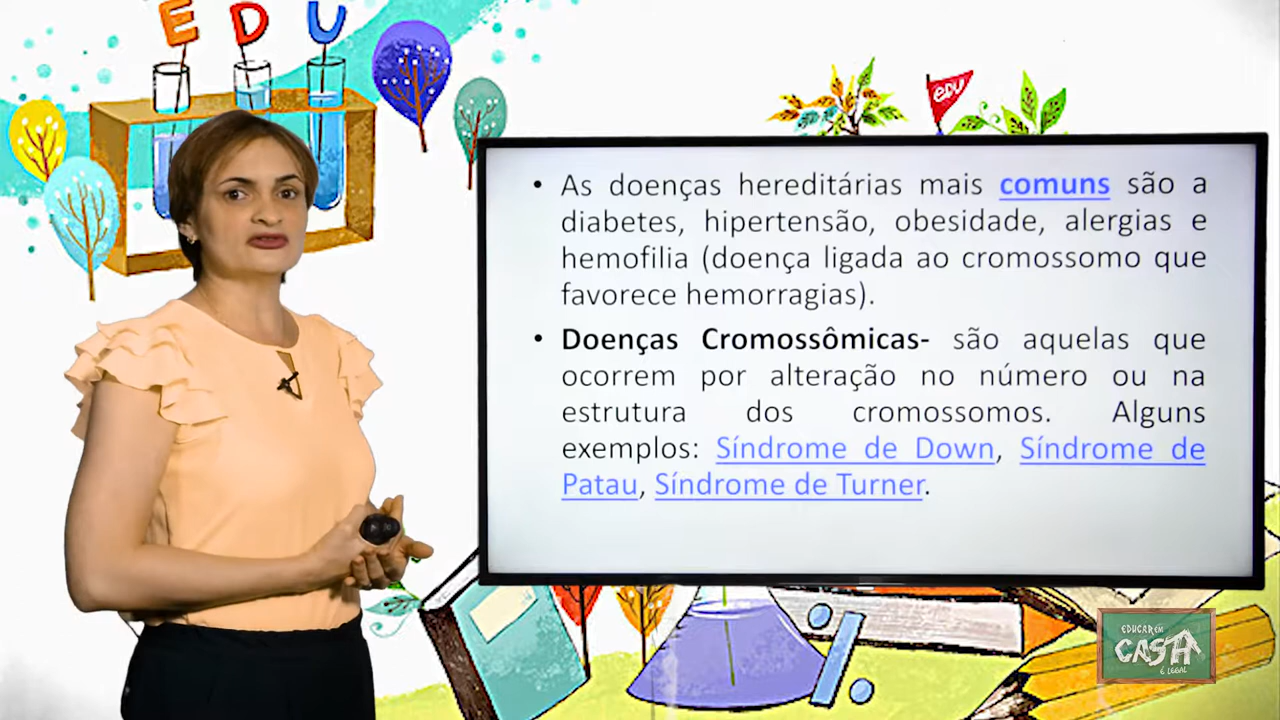 EDU
EDU
• As doenças hereditárias mais comuns são a
diabetes, hipertensão, obesidade, alergias e
hemofilia (doença ligada ao cromossomo que
favorece hemorragias).
• Doenças Cromossômicas- são aquelas que
ocorrem por alteração no número ou na
estrutura dos cromossomos. Alguns
exemplos: Síndrome de Down, Síndrome de
Patau, Síndrome de Turner.
EDUCAR EM
CASA
É LEGAL